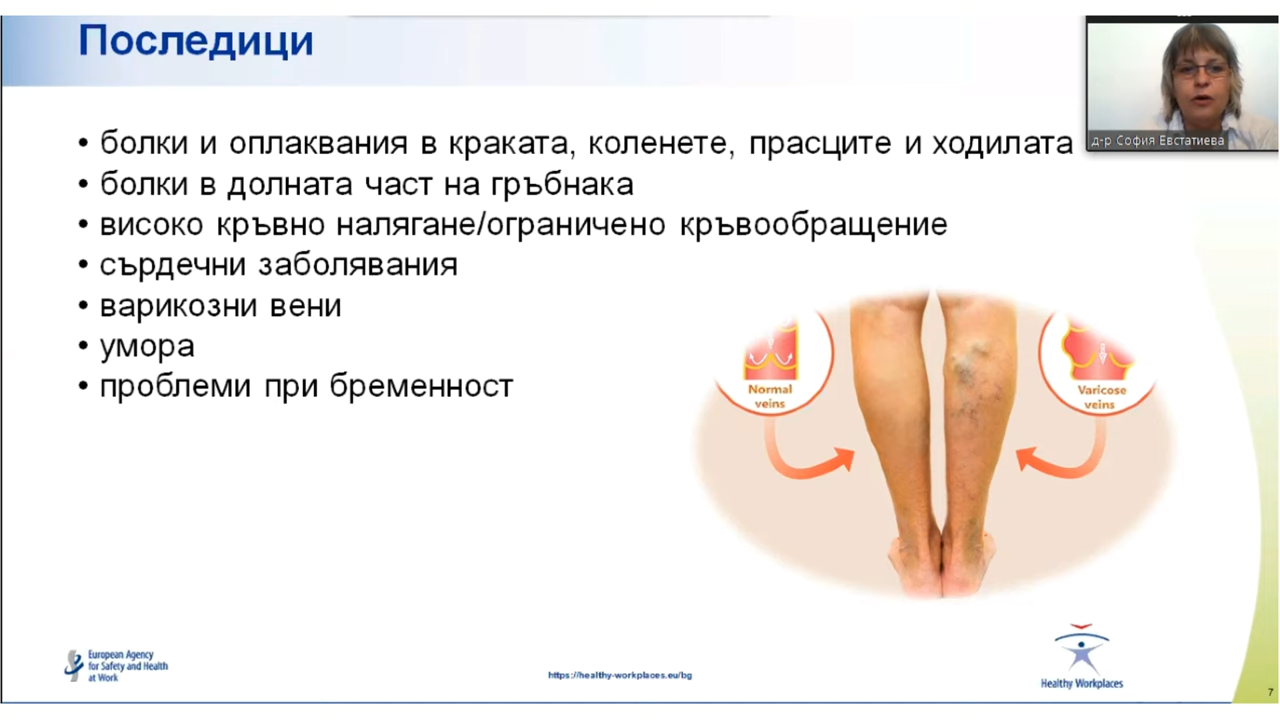 Последици
д-р София Евстатиева
• болки и оплаквания в краката, коленете, прасците и ходилата
• болки в долната част на гръбнака
• високо кръвно налягане/ограничено кръвообращение
• сърдечни заболявания
• варикозни вени
• умора
• проблеми при бременност
Normal
veins
Varicose
veins
European Agency
for Safety and Health
at Work
https://healthy-workplaces.eu/bg
Healthy Workplaces
7